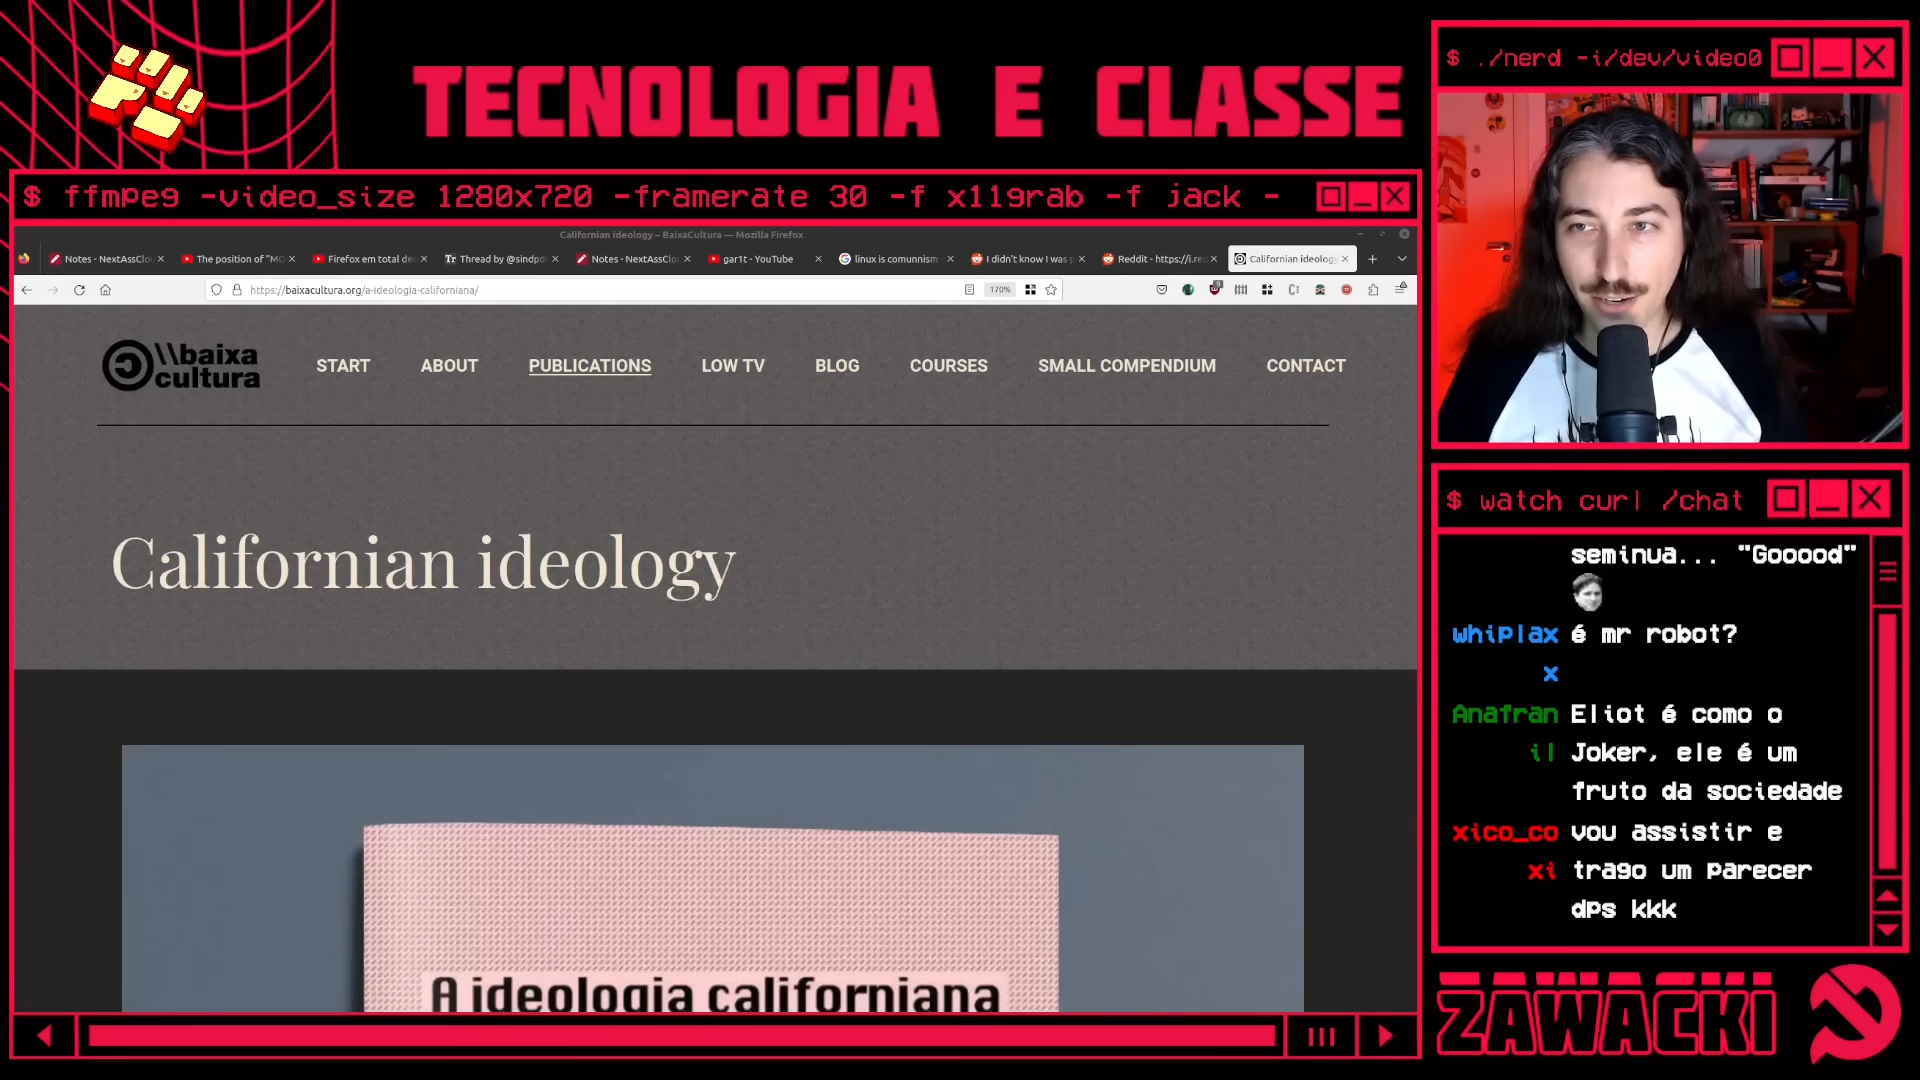 TECNOLOGIA E CLASSE
$ ./nerd -i/dev/video0
$ ffmpeg -video_size 1280x720 -framerate 30 -f x11grab -f jack -
Californian ideology – BaixaCultura — Mozilla Firefox
Notes - NextAssClou
The position of "MO
Firefox em total de
Tr Thread by @sindpd
Notes - NextAssClo
gar1t - YouTube
linux is comunnism
I didn't know I was p
Reddit - https://i.re
Californian ideology
https://baixacultura.org/a-ideologia-californiana/
170%
\\baixa
cultura
START
ABOUT
PUBLICATIONS
LOW TV
BLOG
COURSES
SMALL COMPENDIUM
CONTACT
Californian ideology
A ideologia californiana
$ watch curl /chat
seminua... "Gooood"
whiplax é mr robot?
x
Anafran Eliot é como o
il Joker, ele é um
fruto da sociedade
xico_co vou assistir e
xi trago um parecer
dps kkk
ZAWACKI